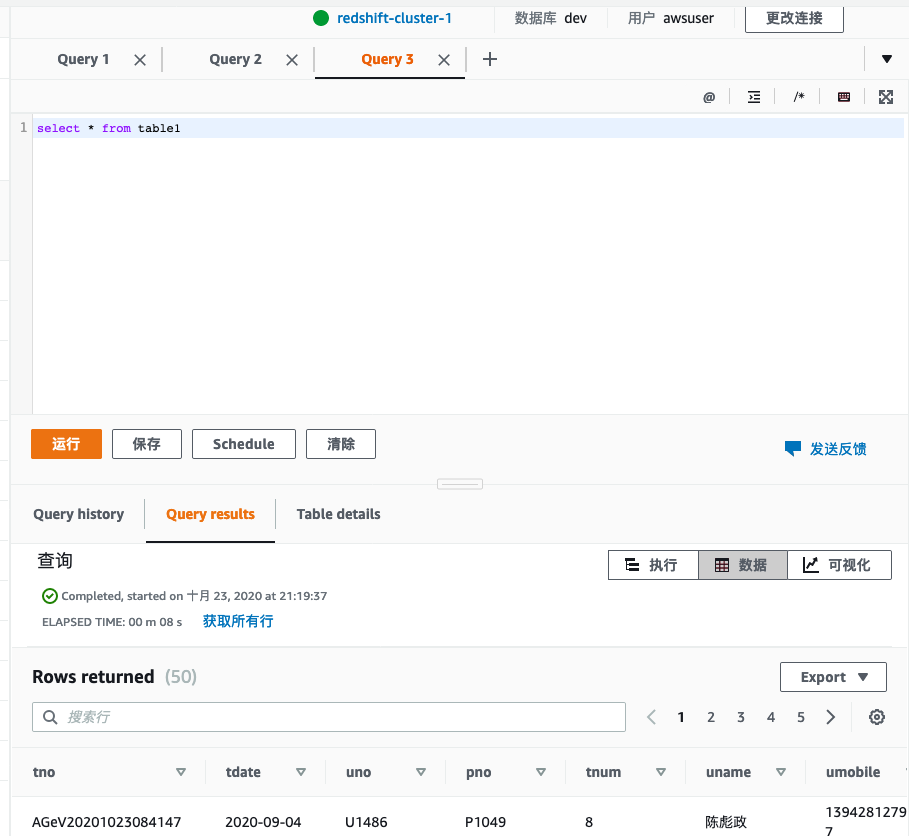 redshift-cluster-1 数据库 dev 用户 awsuser 更改连接
Query 1 Query 2 Query 3
@ /*
1 select * from table1
运行 保存 Schedule 清除 发送反馈
Query history Query results Table details
查询 执行 数据 可视化
Completed, started on 十月 23, 2020 at 21:19:37
ELAPSED TIME: 00 m 08 s 获取所有行
Rows returned (50) Export
搜索行 1 2 3 4 5
tno tdate uno pno tnum uname umobile
AGeV20201023084147 2020-09-04 U1486 P1049 8 陈彪政 1394281279
7